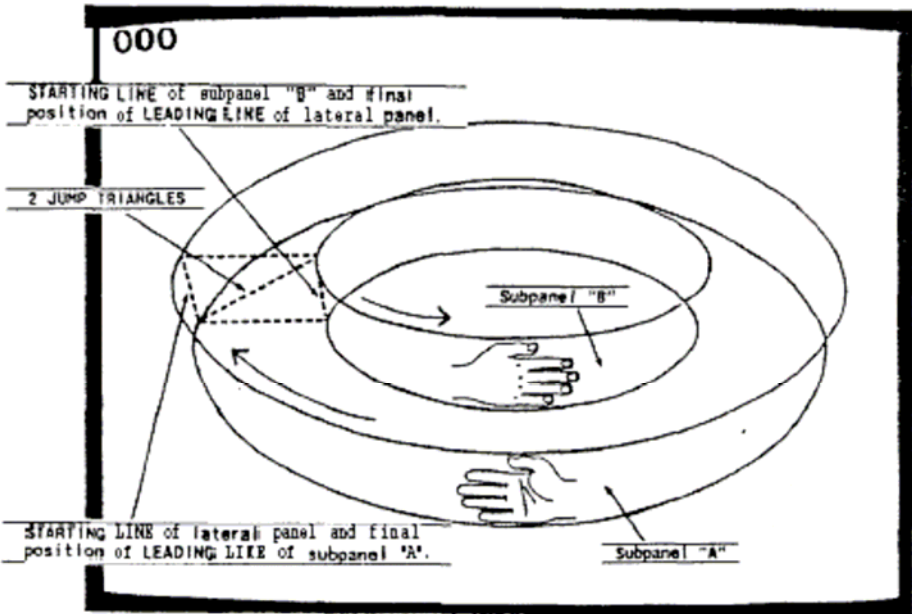 000
STARTING LINE of subpanel "B" and final
position of LEADING LINE of lateral panel.
2 JUMP TRIANGLES
Subpanel "B"
STARTING LINE of lateral panel and final
position of LEADING LINE of subpanel "A".
Subpanel "A"